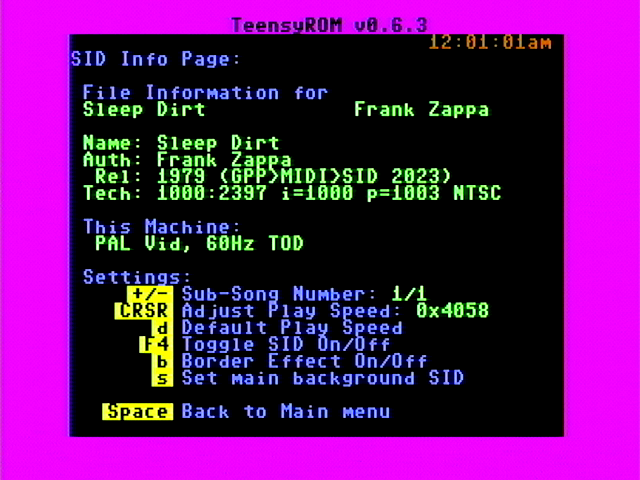 TeensyROM v0.6.3
12:01:01am
SID Info Page:
File Information for
Sleep Dirt Frank Zappa
Name: Sleep Dirt
Auth: Frank Zappa
Rel: 1979 (GPP>MIDI>SID 2023)
Tech: 1000:2397 i=1000 p=1003 NTSC
This Machine:
PAL Vid, 60Hz TOD
Settings:
+/- Sub-Song Number: 1/1
CRSR Adjust Play Speed: 0x4058
d Default Play Speed
F4 Toggle SID On/Off
b Border Effect On/Off
s Set main background SID
Space Back to Main menu